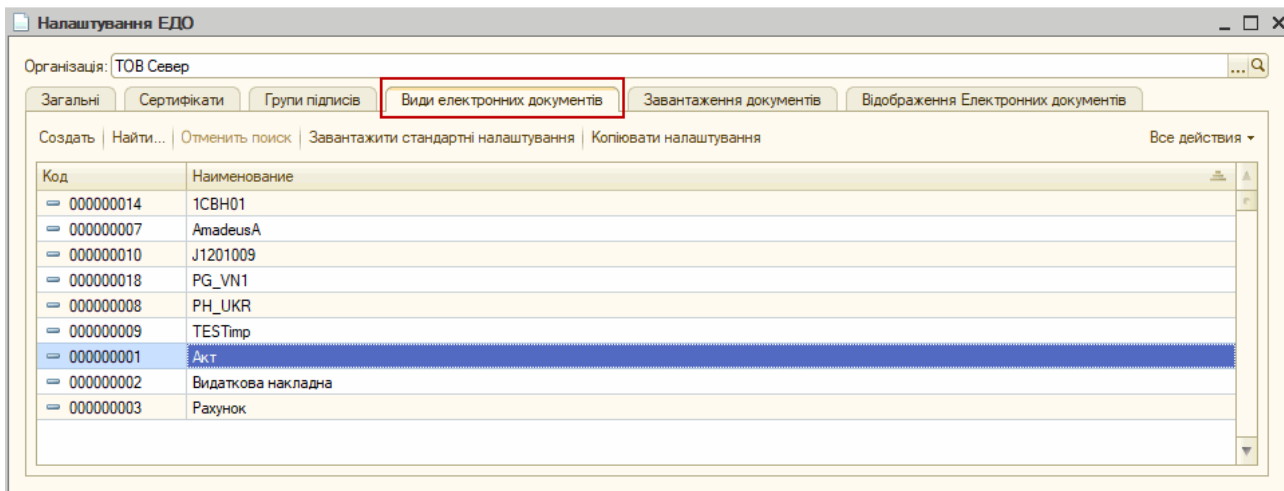 Налаштування ЕДО
Організація: ТОВ Север ...
Загальні Сертифікати Групи підписів Види електронних документів Завантаження документів Відображення Електронних документів
Создать Найти... Отменить поиск Завантажити стандартні налаштування Копіювати налаштування Все действия
Код Наименование
000000014 1CBH01
000000007 AmadeusA
000000010 J1201009
000000018 PG_VN1
000000008 PH_UKR
000000009 TESTimp
000000001 Акт
000000002 Видаткова накладна
000000003 Рахунок